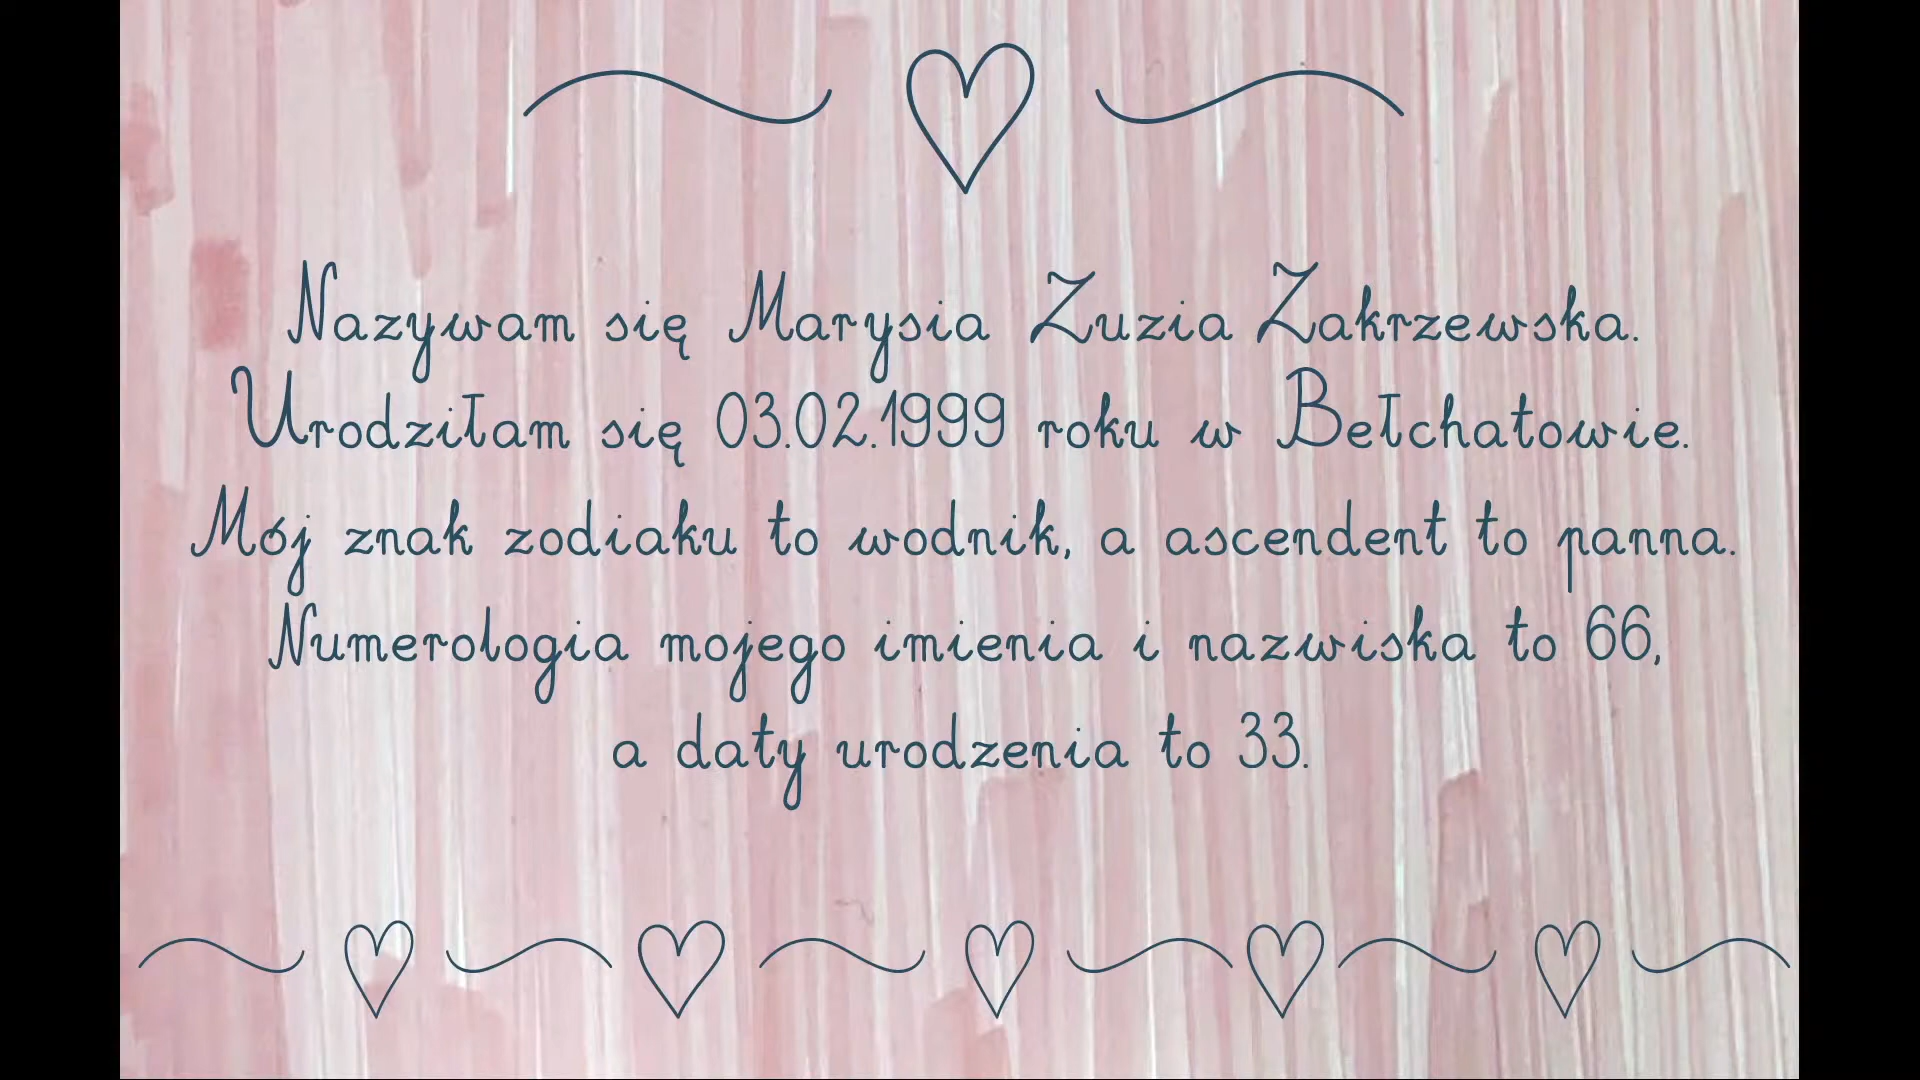 Nazywam się Marysia Zuzia Zakrzewska.
Urodziłam się 03.02.1999 roku w Bełchatowie.
Mój znak zodiaku to wodnik, a ascendent to panna.
Numerologia mojego imienia i nazwiska to 66,
a daty urodzenia to 33.